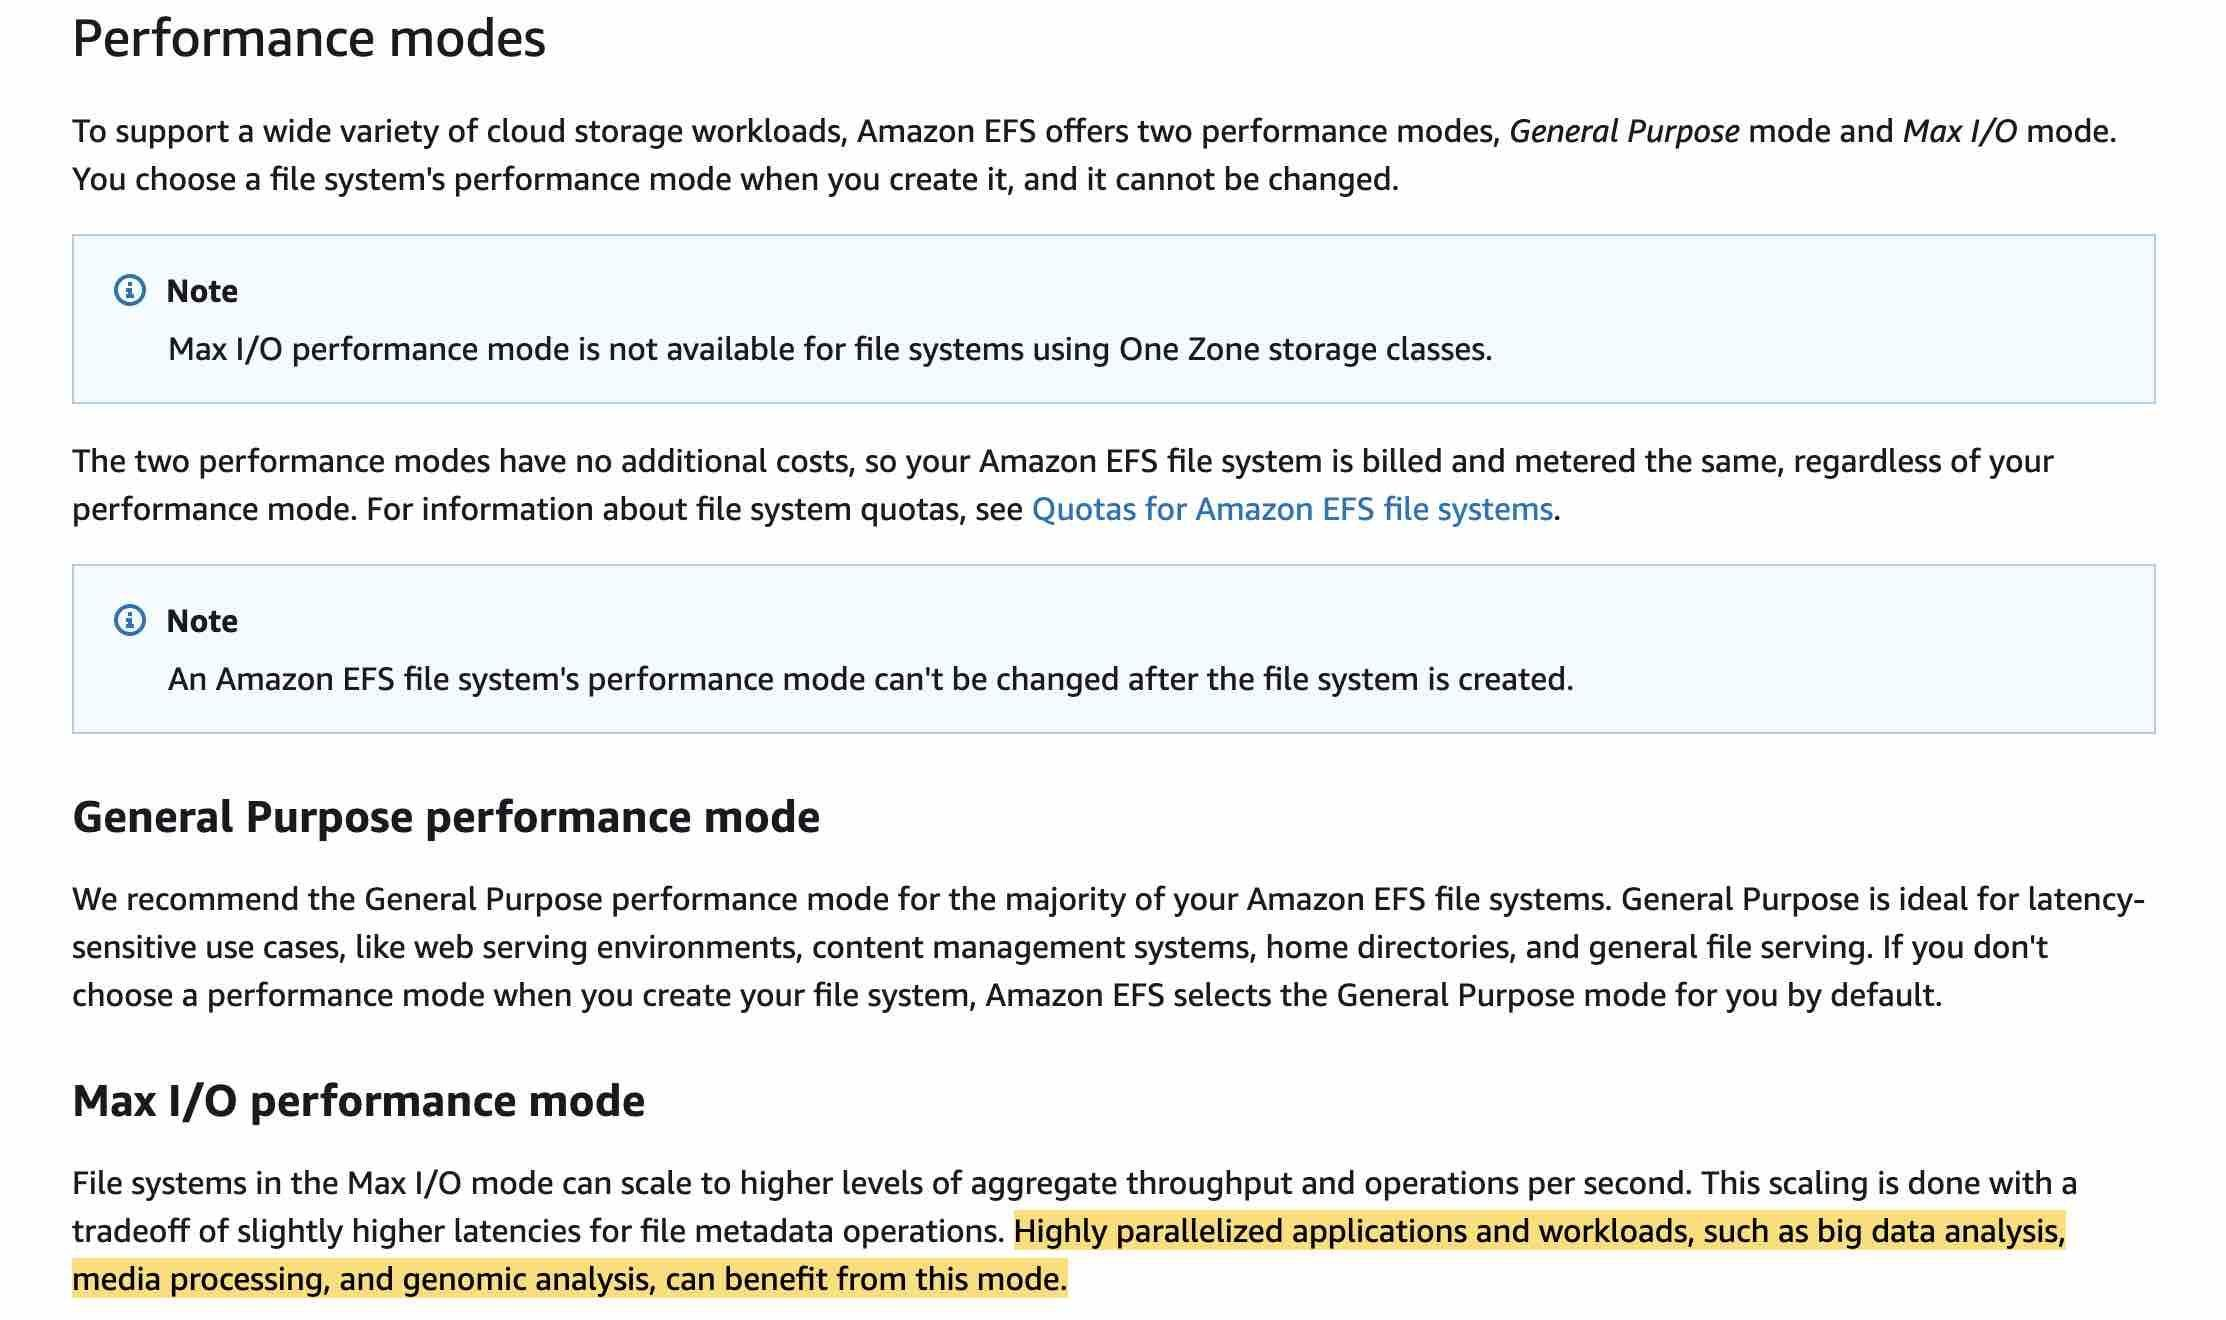 Performance modes
To support a wide variety of cloud storage workloads, Amazon EFS offers two performance modes, General Purpose mode and Max I/O mode.
You choose a file system's performance mode when you create it, and it cannot be changed.
Note
Max I/O performance mode is not available for file systems using One Zone storage classes.
The two performance modes have no additional costs, so your Amazon EFS file system is billed and metered the same, regardless of your
performance mode. For information about file system quotas, see Quotas for Amazon EFS file systems.
Note
An Amazon EFS file system's performance mode can't be changed after the file system is created.
General Purpose performance mode
We recommend the General Purpose performance mode for the majority of your Amazon EFS file systems. General Purpose is ideal for latency-
sensitive use cases, like web serving environments, content management systems, home directories, and general file serving. If you don't
choose a performance mode when you create your file system, Amazon EFS selects the General Purpose mode for you by default.
Max I/O performance mode
File systems in the Max I/O mode can scale to higher levels of aggregate throughput and operations per second. This scaling is done with a
tradeoff of slightly higher latencies for file metadata operations. Highly parallelized applications and workloads, such as big data analysis,
media processing, and genomic analysis, can benefit from this mode.